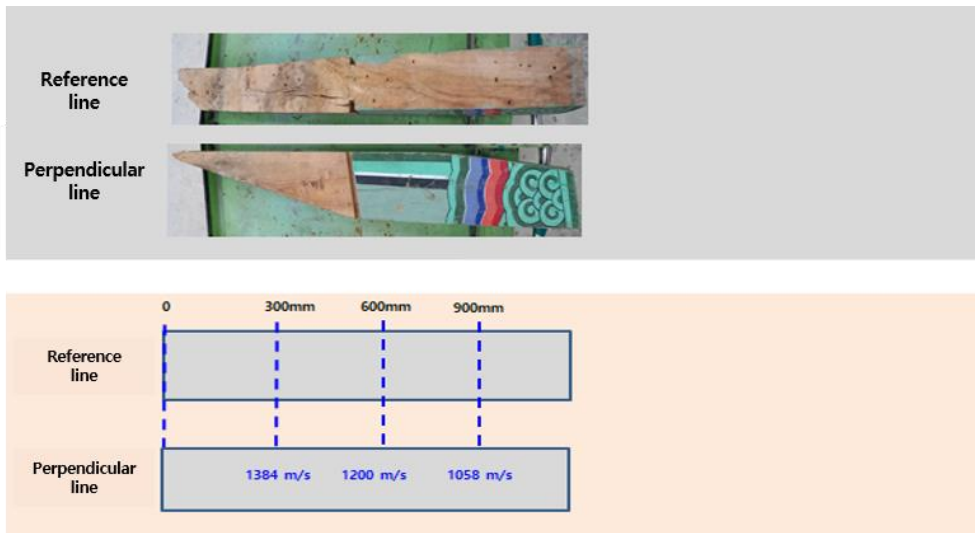 Reference
line
Perpendicular
line
0 300mm 600mm 900mm
Reference
line
Perpendicular
line
1384 m/s 1200 m/s 1058 m/s